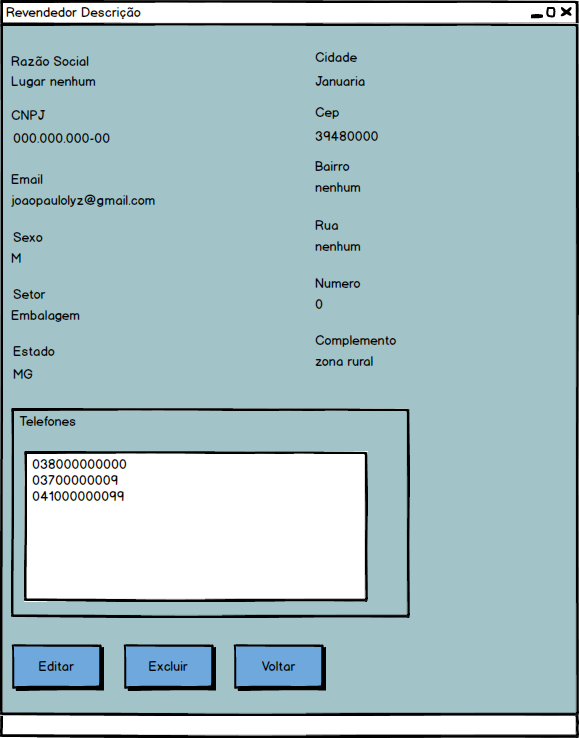 Revendedor Descrição
Razão Social
Lugar nenhum
CNPJ
000.000.000-00
Email
joaopaulolyz@gmail.com
Sexo
M
Setor
Embalagem
Estado
MG
Cidade
Januaria
Cep
39480000
Bairro
nenhum
Rua
nenhum
Numero
0
Complemento
zona rural
Telefones
038000000000
03700000009
041000000099
Editar
Excluir
Voltar